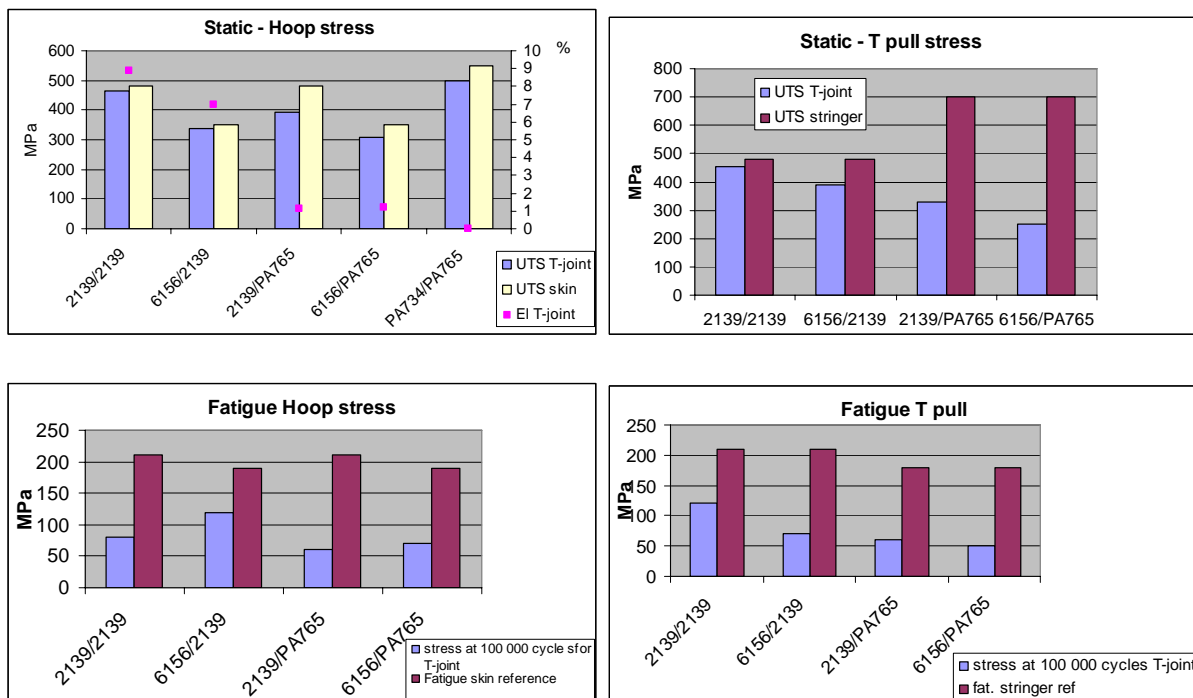 Static - Hoop stress
600
500
400
300
200
100
0
MPa
10
9
8
7
6
5
4
3
2
1
0
%
2139/2139
6156/2139
2139/PA765
6156/PA765
PA734/PA765
UTS T-joint
UTS skin
El T-joint
Static - T pull stress
800
700
600
500
400
300
200
100
0
MPa
UTS T-joint
UTS stringer
2139/2139
6156/2139
2139/PA765
6156/PA765
Fatigue Hoop stress
250
200
150
100
50
0
MPa
2139/2139
6156/2139
2139/PA765
6156/PA765
stress at 100 000 cycle sfor
T-joint
Fatigue skin reference
Fatigue T pull
250
200
150
100
50
0
MPa
2139/2139
6156/2139
2139/PA765
6156/PA765
stress at 100 000 cycles T-joint
fat. stringer ref